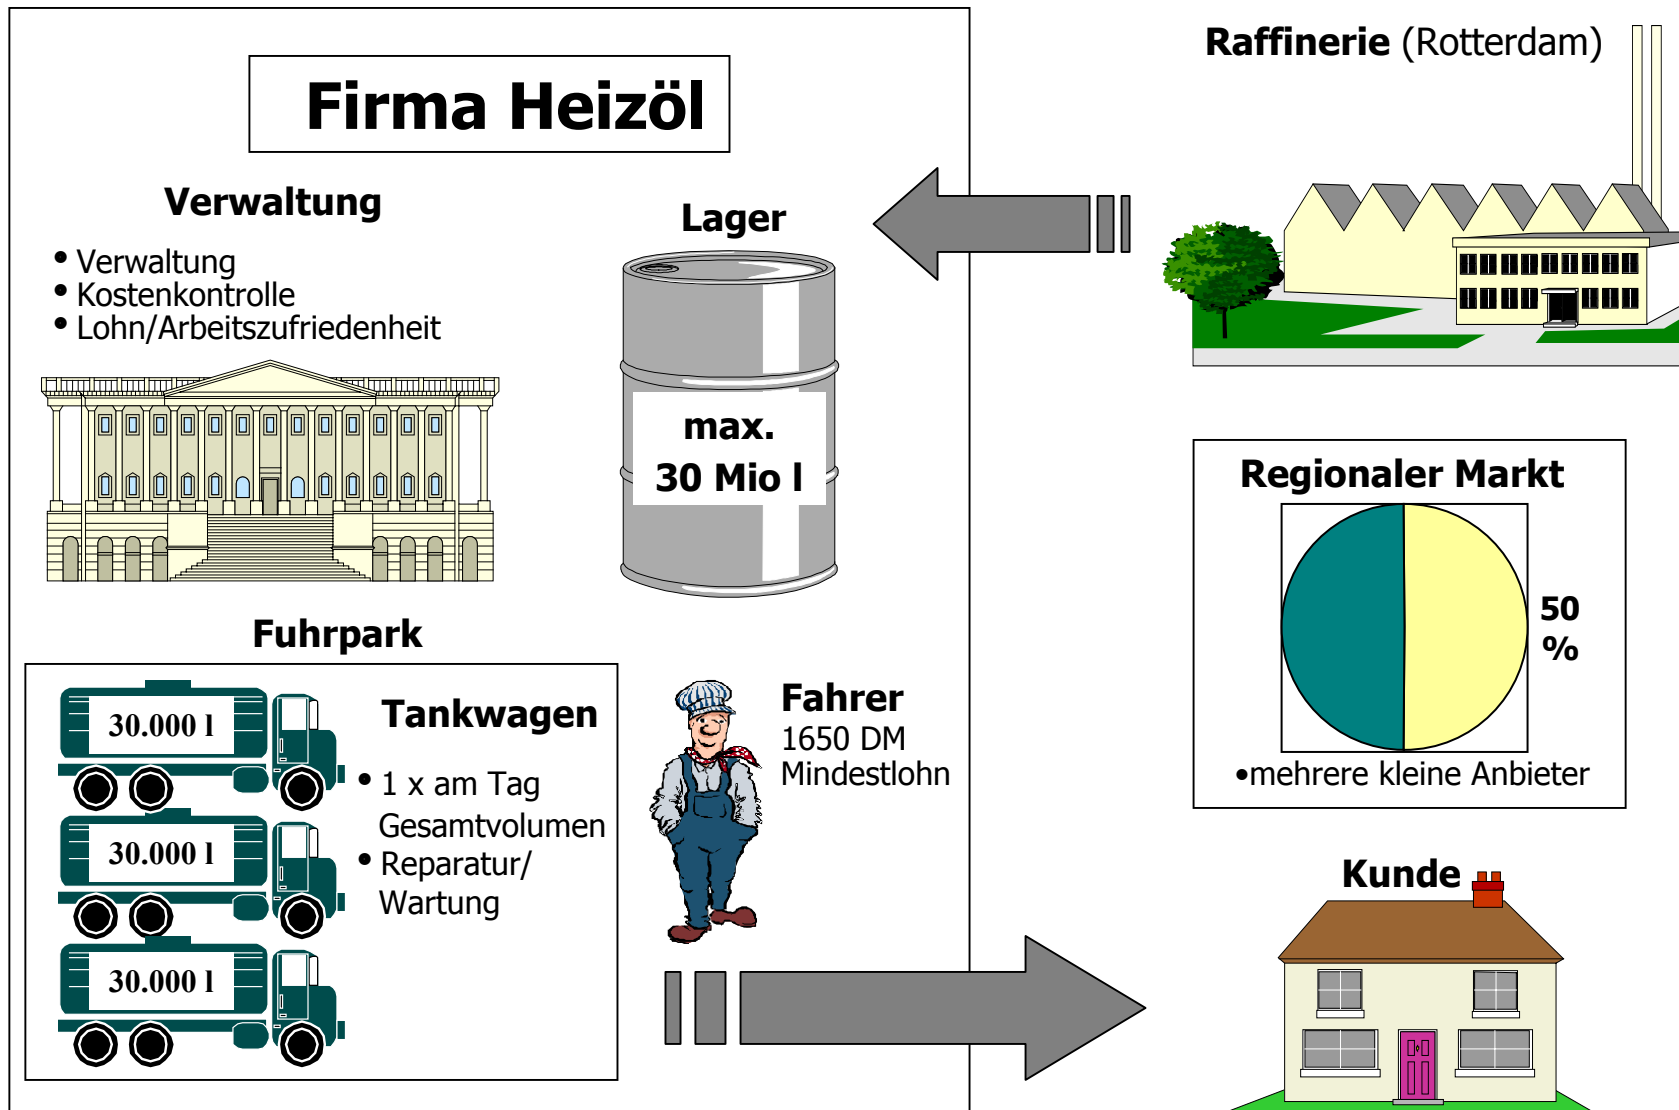 Firma Heizöl
Verwaltung
• Verwaltung
• Kostenkontrolle
• Lohn/Arbeitszufriedenheit
Lager
max.
30 Mio l
Fuhrpark
30.000 l
30.000 l
30.000 l
Tankwagen
• 1 x am Tag
Gesamtvolumen
• Reparatur/
Wartung
Fahrer
1650 DM
Mindestlohn
Raffinerie (Rotterdam)
Regionaler Markt
50
%
•mehrere kleine Anbieter
Kunde